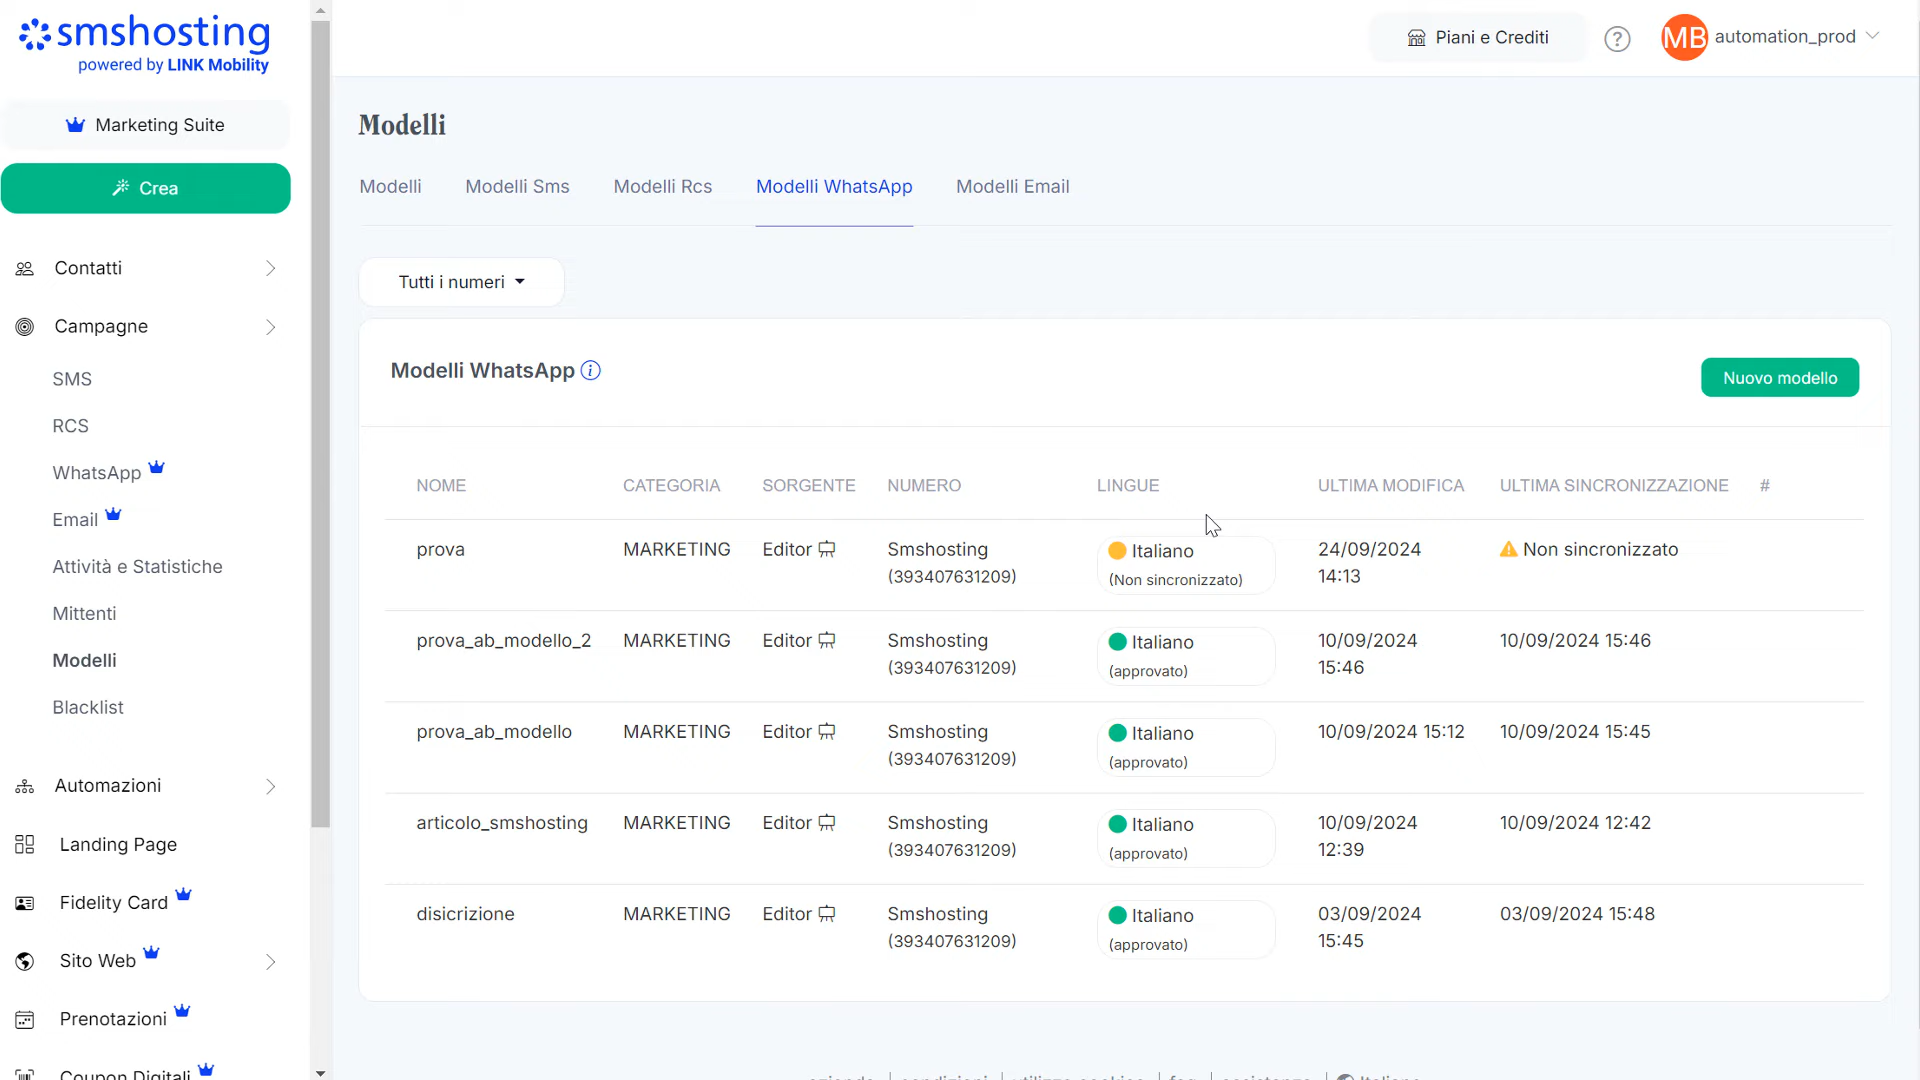 smshosting
powered by LINK Mobility
Piani e Crediti
?
MB
automation_prod
Marketing Suite
Crea
Contatti
Campagne
SMS
RCS
WhatsApp
Email
Attività e Statistiche
Mittenti
Modelli
Blacklist
Automazioni
Landing Page
Fidelity Card
Sito Web
Prenotazioni
Coupon Digitali
Modelli
Modelli Modelli Sms Modelli Rcs Modelli WhatsApp Modelli Email
Tutti i numeri
Modelli WhatsApp i
Nuovo modello
NOME CATEGORIA SORGENTE NUMERO LINGUE ULTIMA MODIFICA ULTIMA SINCRONIZZAZIONE #
prova MARKETING Editor Smshosting Italiano 24/09/2024 Non sincronizzato
(393407631209) (Non sincronizzato) 14:13
prova_ab_modello_2 MARKETING Editor Smshosting Italiano 10/09/2024 10/09/2024 15:46
(393407631209) (approvato) 15:46
prova_ab_modello MARKETING Editor Smshosting Italiano 10/09/2024 15:12 10/09/2024 15:45
(393407631209) (approvato)
articolo_smshosting MARKETING Editor Smshosting Italiano 10/09/2024 10/09/2024 12:42
(393407631209) (approvato) 12:39
disicrizione MARKETING Editor Smshosting Italiano 03/09/2024 03/09/2024 15:48
(393407631209) (approvato) 15:45
azienda | condizioni | utilizzo cookies | faq | assistenza | Italiano